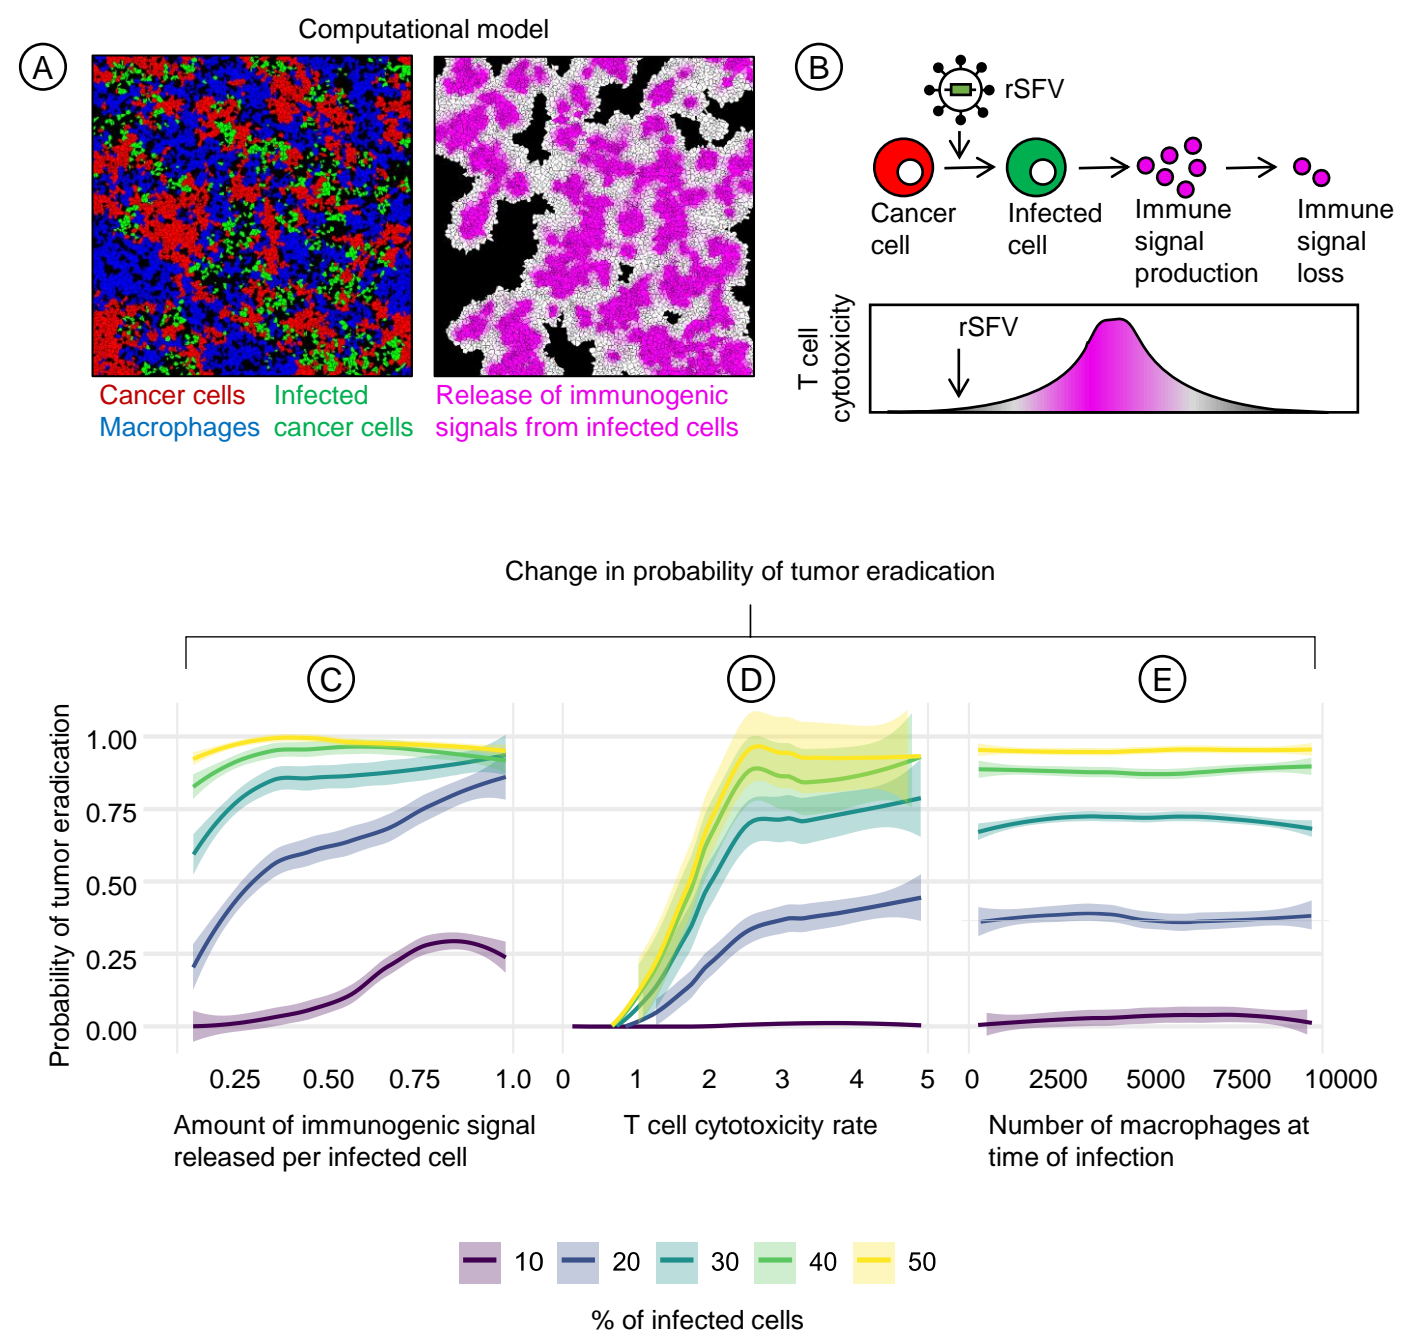 Computational model
A
B
rSFV
Cancer
cell
Infected
cell
Immune
signal
production
Immune
signal
loss
T cell
cytotoxicity
rSFV
Cancer cells
Macrophages
Infected
cancer cells
Release of immunogenic
signals from infected cells
Change in probability of tumor eradication
C
D
E
Probability of tumor eradication
1.00
0.75
0.50
0.25
0.00
0.25 0.50 0.75 1.0
0 1 2 3 4 5
0 2500 5000 7500 10000
Amount of immunogenic signal
released per infected cell
T cell cytotoxicity rate
Number of macrophages at
time of infection
10 20 30 40 50
% of infected cells